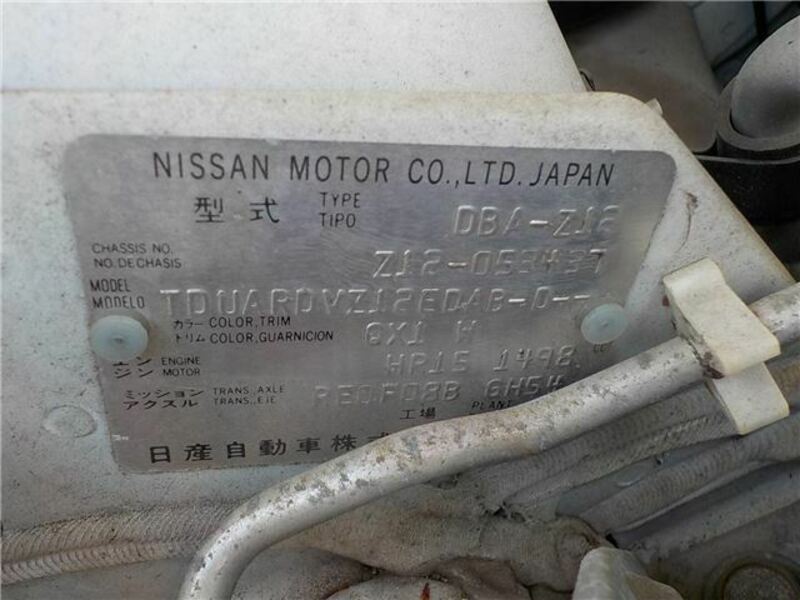 NISSAN MOTOR CO.,LTD. JAPAN
型式 TYPE TIPO DBA-Z12
CHASSIS NO.
NO.DE CHASIS Z12-053437
MODEL
MODELO TDUARDYZ12EDAB-D--
カラー COLOR,TRIM
トリム COLOR,GUARNICION QX1 W
エンジン ENGINE MOTOR HR15 1498 CC
ミッション TRANS.,AXLE
アクスル TRANS.,EJE RE0F08B GH54
工場 PLANT
日産自動車株式